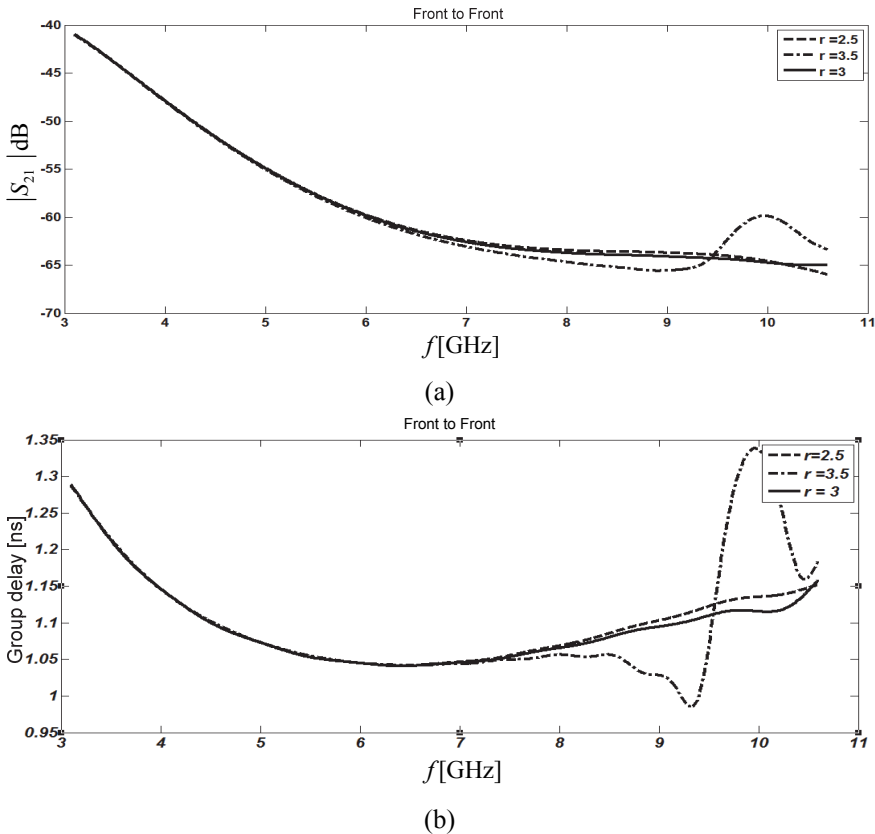 Front to Front
-40
-45
-50
-55
-60
-65
-70
|S21|dB
r =2.5
r =3.5
r =3
3 4 5 6 7 8 9 10 11
f[GHz]
(a)
Front to Front
1.35
1.3
1.25
1.2
1.15
1.1
1.05
1
0.95
Group delay [ns]
r=2.5
r=3.5
r = 3
3 4 5 6 7 8 9 10 11
f[GHz]
(b)